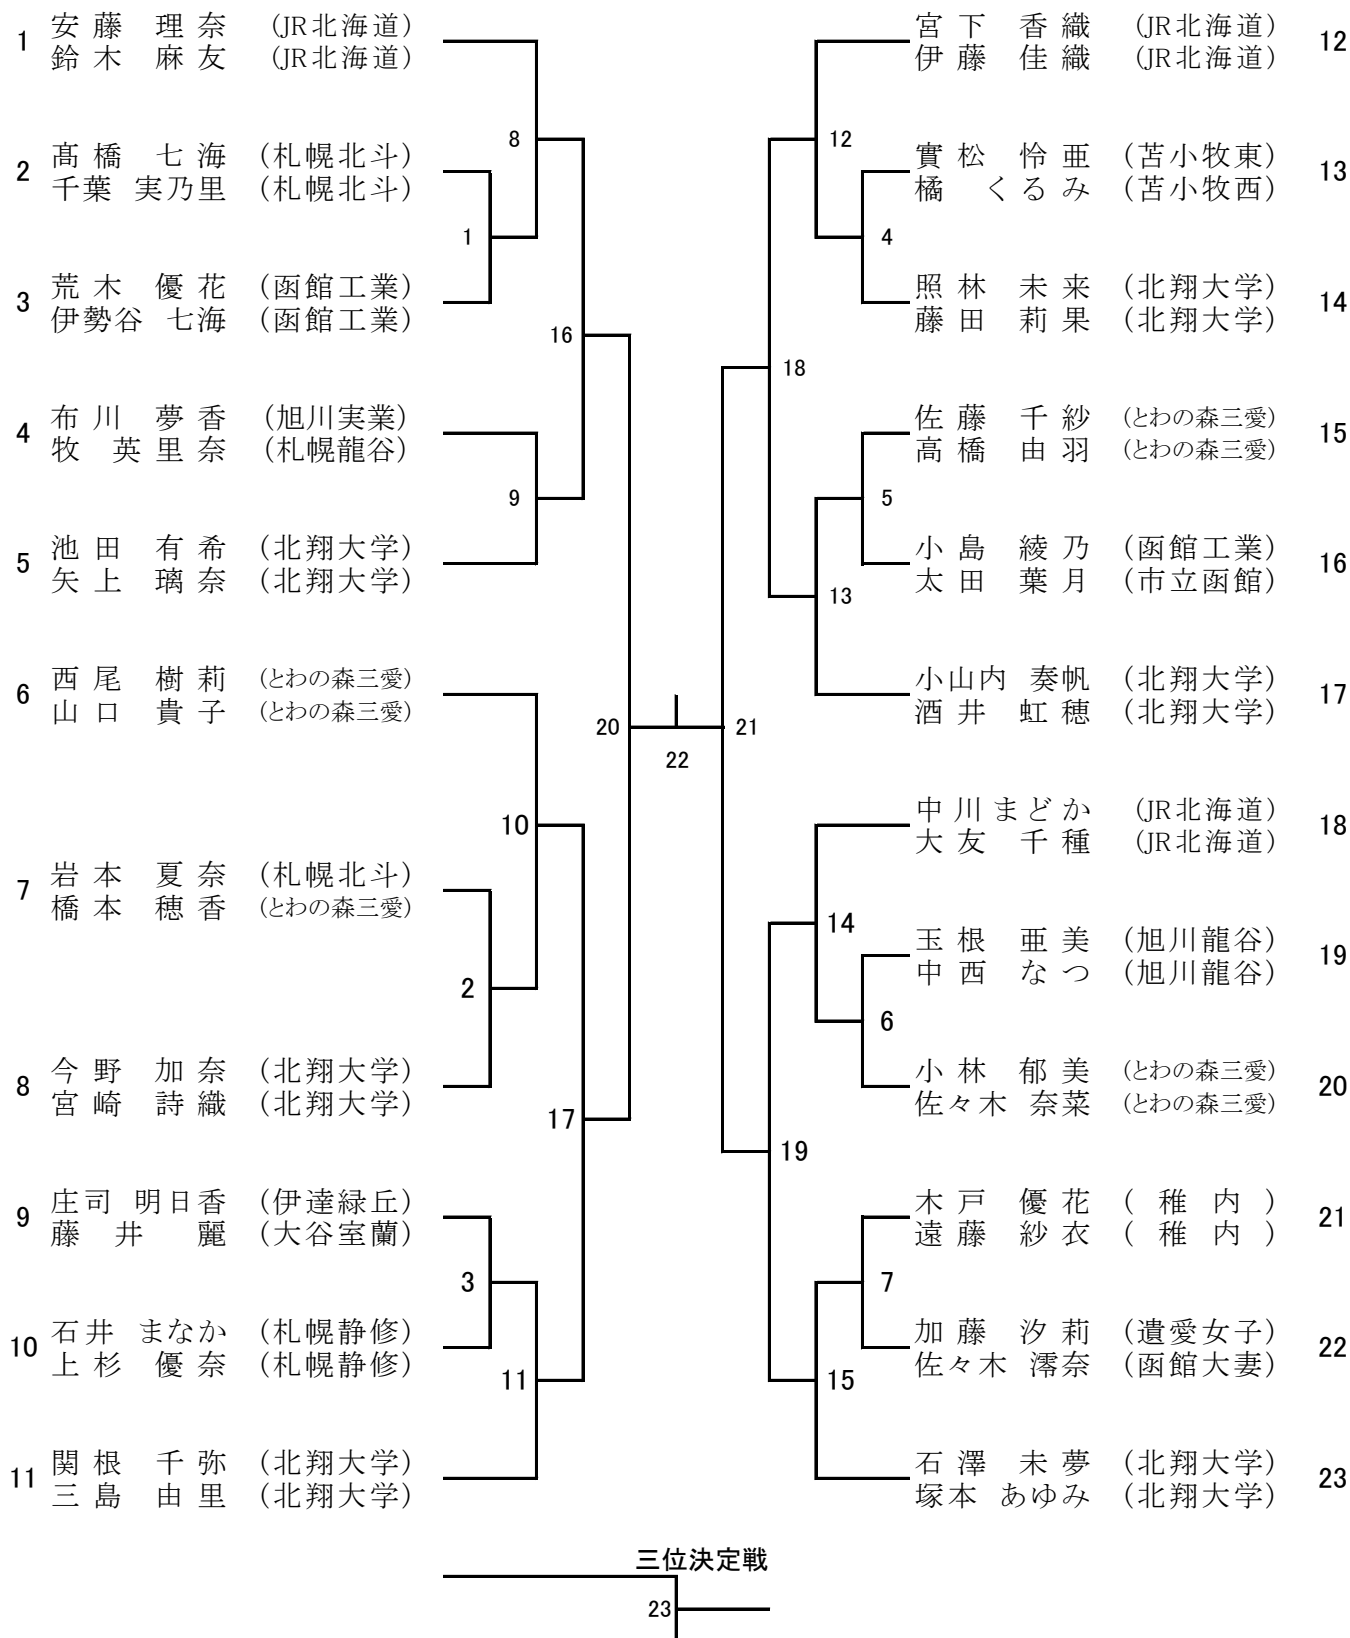 1 安藤 理奈 (JR北海道)
鈴木 麻友 (JR北海道)
2 髙橋 七海 (札幌北斗)
千葉 実乃里 (札幌北斗)
3 荒木 優花 (函館工業)
伊勢谷 七海 (函館工業)
4 布川 夢香 (旭川実業)
牧 英里奈 (札幌龍谷)
5 池田 有希 (北翔大学)
矢上 璃奈 (北翔大学)
6 西尾 樹莉 (とわの森三愛)
山口 貴子 (とわの森三愛)
7 岩本 夏奈 (札幌北斗)
橋本 穂香 (とわの森三愛)
8 今野 加奈 (北翔大学)
宮崎 詩織 (北翔大学)
9 庄司 明日香 (伊達緑丘)
藤井 麗 (大谷室蘭)
10 石井 まなか (札幌静修)
上杉 優奈 (札幌静修)
11 関根 千弥 (北翔大学)
三島 由里 (北翔大学)
8
1
16
9
20
10
2
17
3
11
22
21
12
4
18
5
13
14
6
19
7
15
宮下 香織 (JR北海道) 12
伊藤 佳織 (JR北海道)
實松 怜亜 (苫小牧東) 13
橘 くるみ (苫小牧西)
照林 未来 (北翔大学) 14
藤田 莉果 (北翔大学)
佐藤 千紗 (とわの森三愛) 15
高橋 由羽 (とわの森三愛)
小島 綾乃 (函館工業) 16
太田 葉月 (市立函館)
小山内 奏帆 (北翔大学) 17
酒井 虹穂 (北翔大学)
中川まどか (JR北海道) 18
大友 千種 (JR北海道)
玉根 亜美 (旭川龍谷) 19
中西 なつ (旭川龍谷)
小林 郁美 (とわの森三愛) 20
佐々木 奈菜 (とわの森三愛)
木戸 優花 (稚内) 21
遠藤 紗衣 (稚内)
加藤 汐莉 (遺愛女子) 22
佐々木 澪奈 (函館大妻)
石澤 未夢 (北翔大学) 23
塚本 あゆみ (北翔大学)
三位決定戦
23